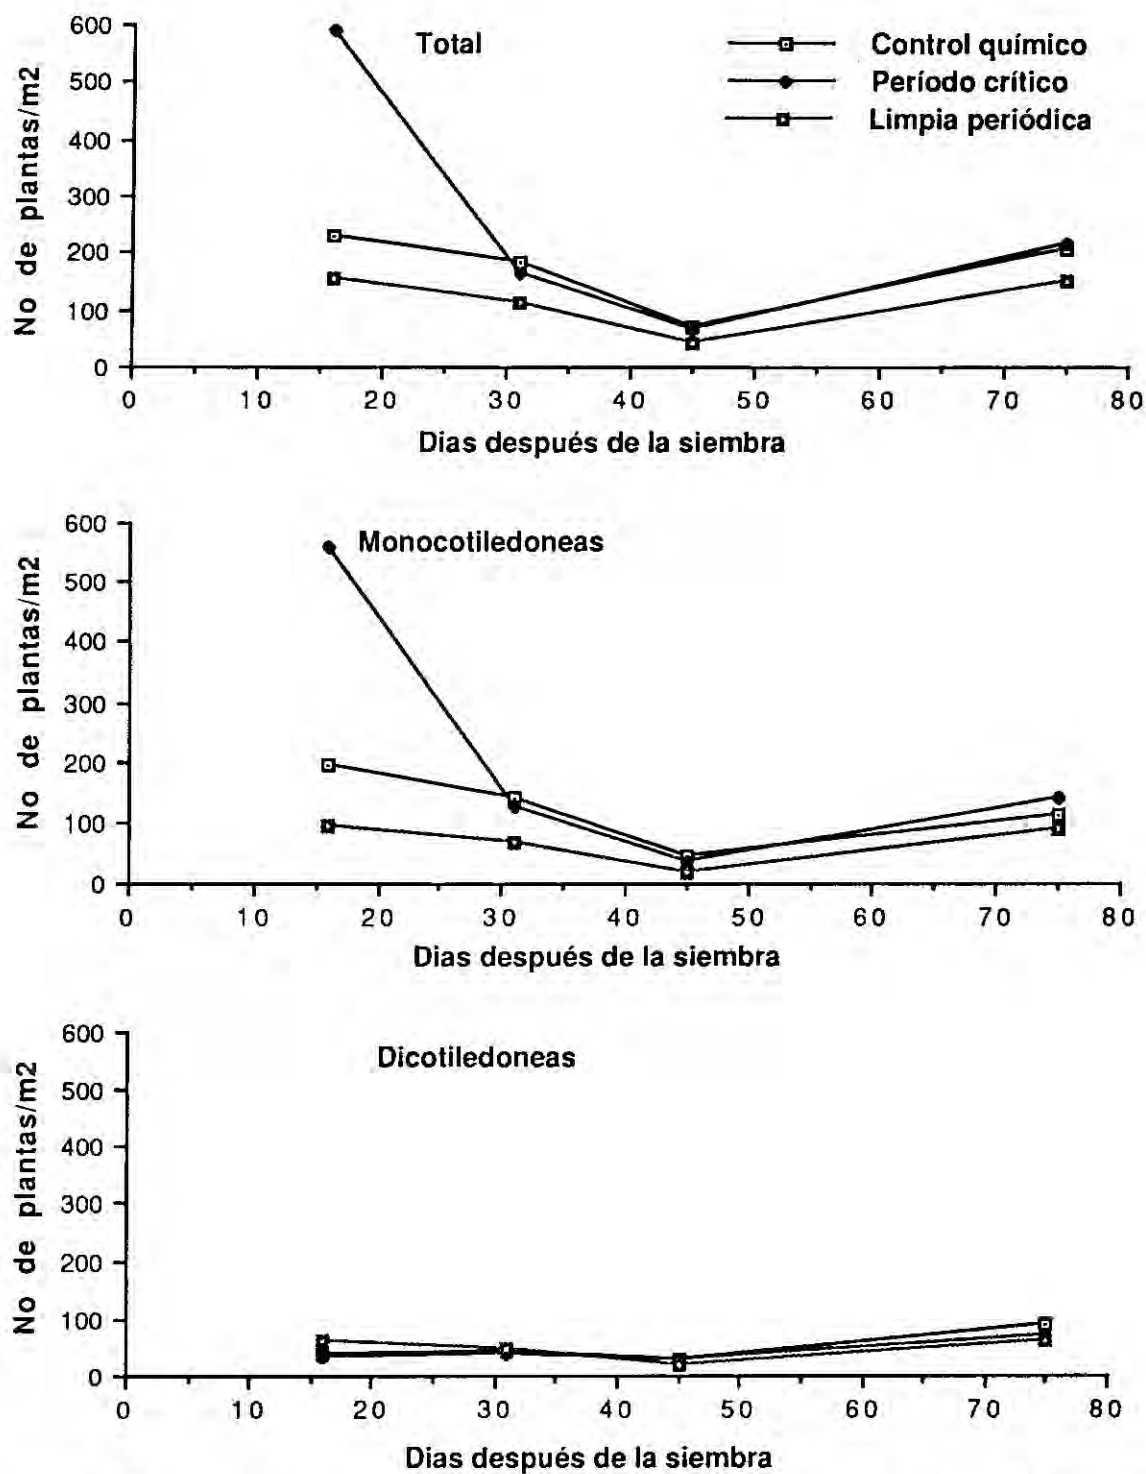 Total
Control químico
Período crítico
Limpia periódica
No de plantas/m2
600
500
400
300
200
100
0
0 10 20 30 40 50 60 70 80
Dias después de la siembra
Monocotiledoneas
No de plantas/m2
600
500
400
300
200
100
0
0 10 20 30 40 50 60 70 80
Dias después de la siembra
Dicotiledoneas
No de plantas/m2
600
500
400
300
200
100
0
0 10 20 30 40 50 60 70 80
Dias después de la siembra